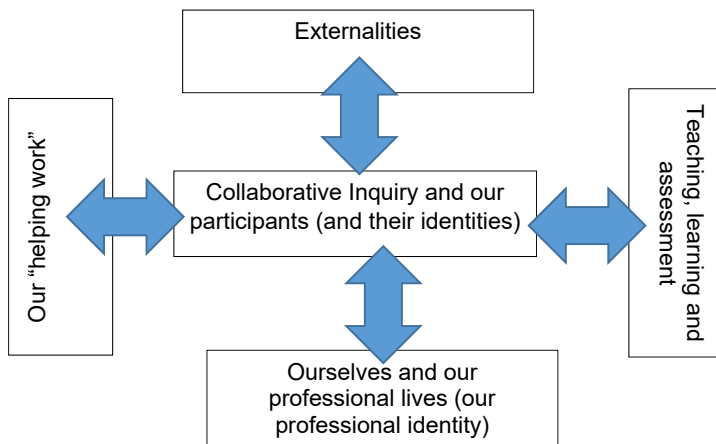 Externalities
Our “helping work”
Collaborative Inquiry and our
participants (and their identities)
Teaching, learning and
assessment
Ourselves and our
professional lives (our
professional identity)